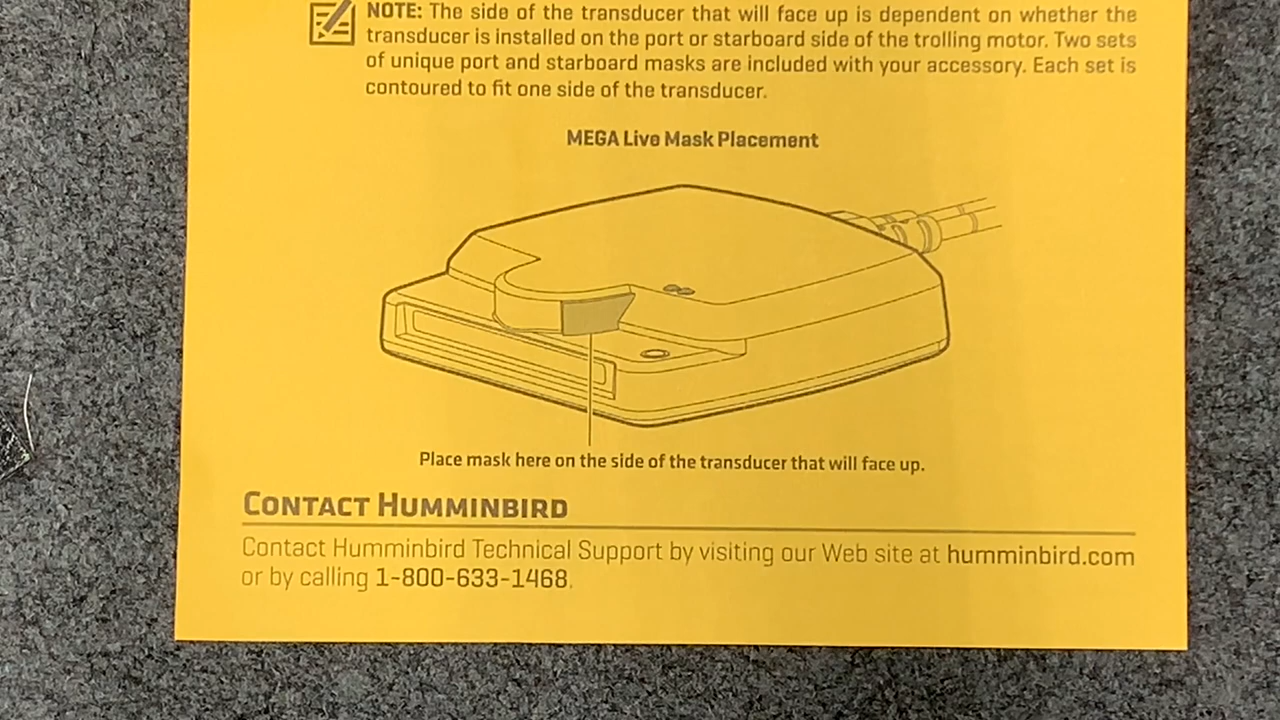 NOTE: The side of the transducer that will face up is dependent on whether the
transducer is installed on the port or starboard side of the trolling motor. Two sets
of unique port and starboard masks are included with your accessory. Each set is
contoured to fit one side of the transducer.
MEGA Live Mask Placement
Place mask here on the side of the transducer that will face up.
CONTACT HUMMINBIRD
Contact Humminbird Technical Support by visiting our Web site at humminbird.com
or by calling 1-800-633-1468.